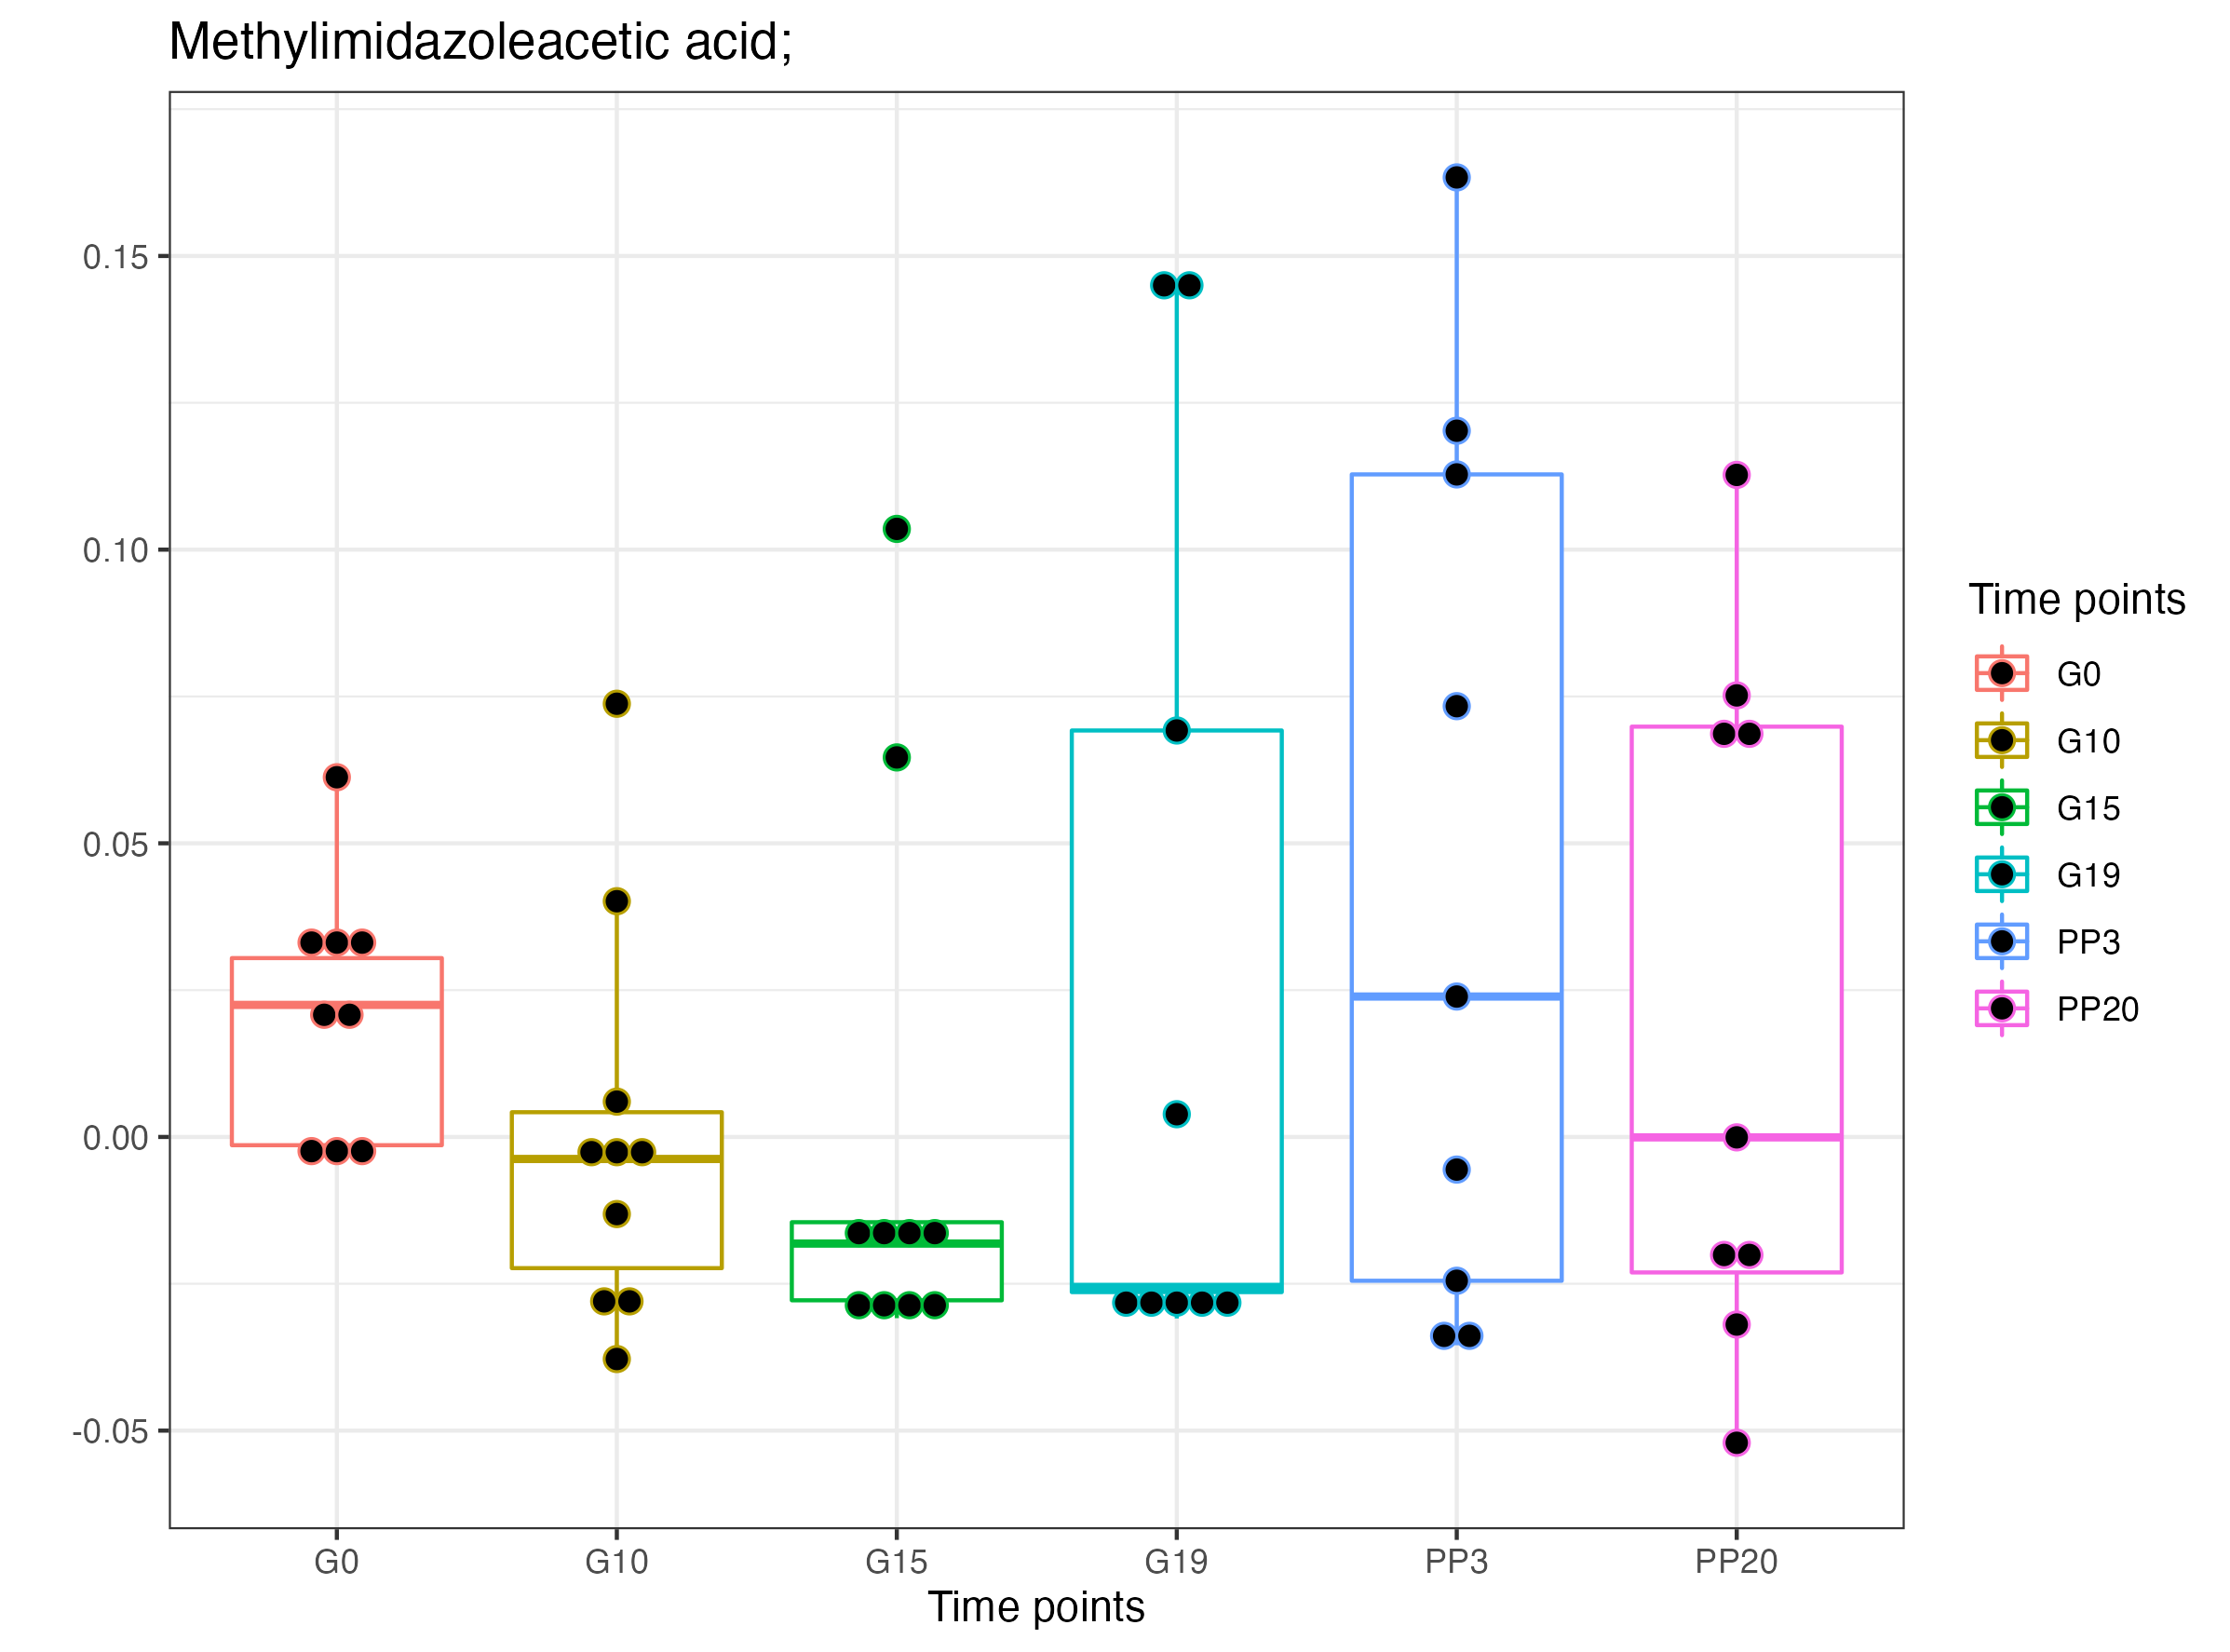 Methylimidazoleacetic acid;
0.15
0.10
0.05
0.00
-0.05
G0 G10 G15 G19 PP3 PP20
Time points
Time points
G0
G10
G15
G19
PP3
PP20